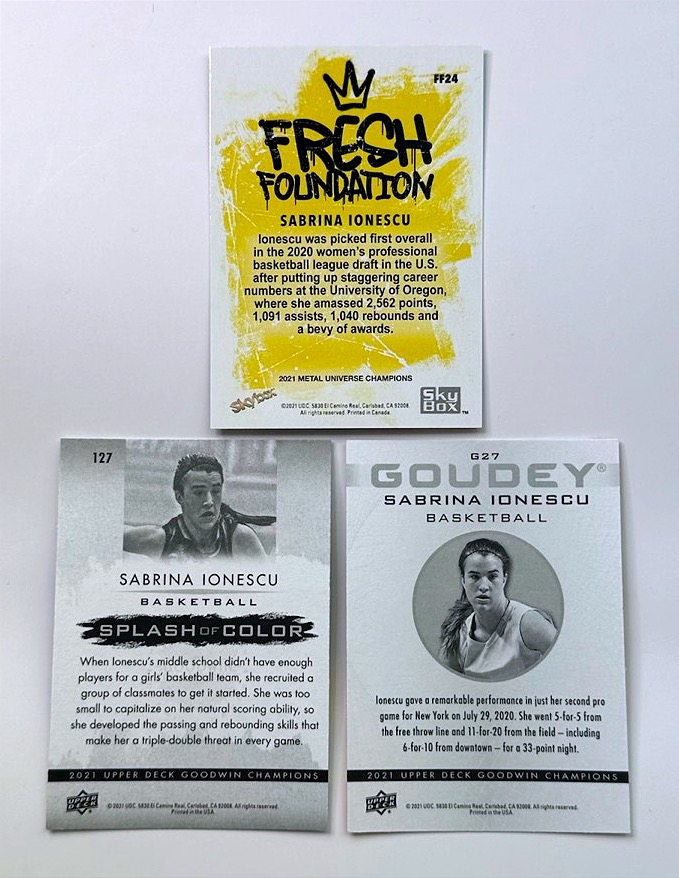 FF24
FRESH
FOUNDATION
SABRINA IONESCU
Ionescu was picked first overall
in the 2020 women's professional
basketball league draft in the U.S.
after putting up staggering career
numbers at the University of Oregon,
where she amassed 2,562 points,
1,091 assists, 1,040 rebounds and
a bevy of awards.
2021 METAL UNIVERSE CHAMPIONS
Skybox
©2021 UDC. 5830 El Camino Real, Carlsbad, CA 92008.
All rights reserved. Printed in Canada.
Sky
Box™
127
SABRINA IONESCU
BASKETBALL
SPLASH OF COLOR
When Ionescu's middle school didn't have enough
players for a girls' basketball team, she recruited a
group of classmates to get it started. She was too
small to capitalize on her natural scoring ability, so
she developed the passing and rebounding skills that
make her a triple-double threat in every game.
2021 UPPER DECK GOODWIN CHAMPIONS
UPPER
DECK
©2021 UDC. 5830 El Camino Real, Carlsbad, CA 92008. All rights reserved.
Printed in the USA.
G27
GOUDEY®
SABRINA IONESCU
BASKETBALL
Ionescu gave a remarkable performance in just her second pro
game for New York on July 29, 2020. She went 5-for-5 from
the free throw line and 11-for-20 from the field – including
6-for-10 from downtown – for a 33-point night.
2021 UPPER DECK GOODWIN CHAMPIONS
UPPER
DECK
©2021 UDC. 5830 El Camino Real, Carlsbad, CA 92008. All rights reserved.
Printed in the USA.